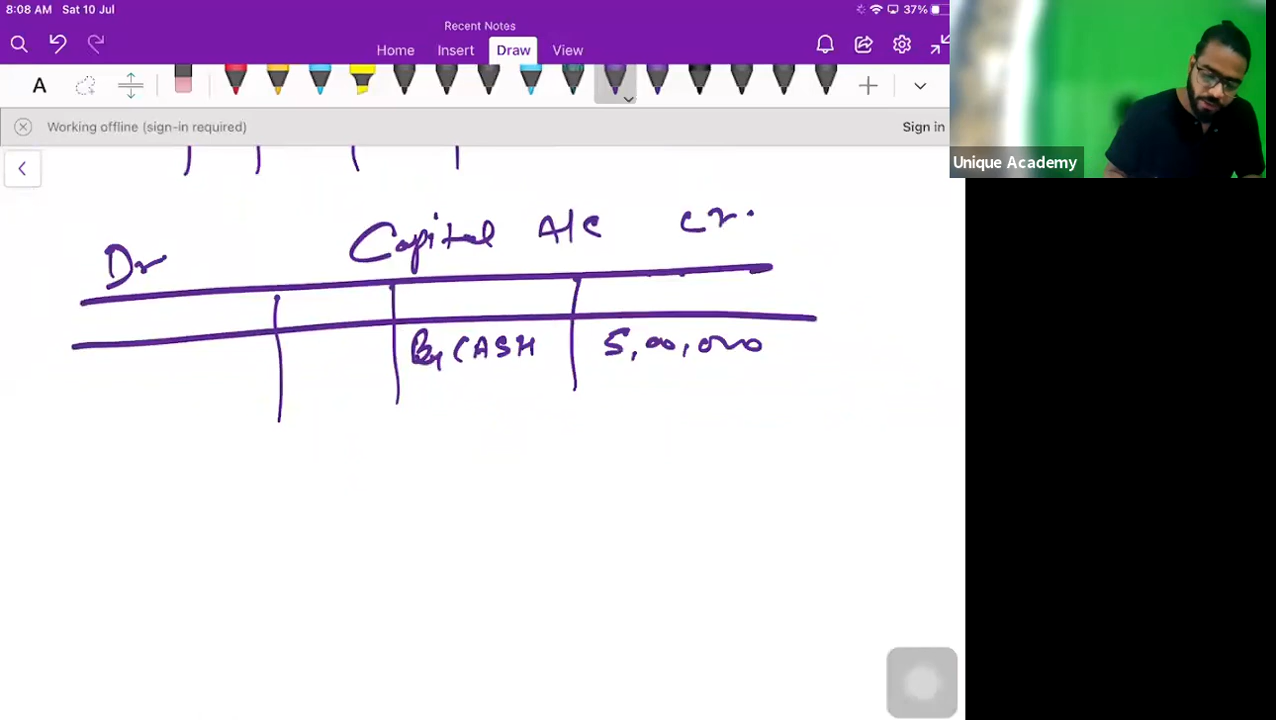 8:08 AM Sat 10 Jul
37%
Recent Notes
Home Insert Draw View
A
Working offline (sign-in required)
Sign in
Unique Academy
Dr Capital A/C Cr.
By CASH 5,00,000